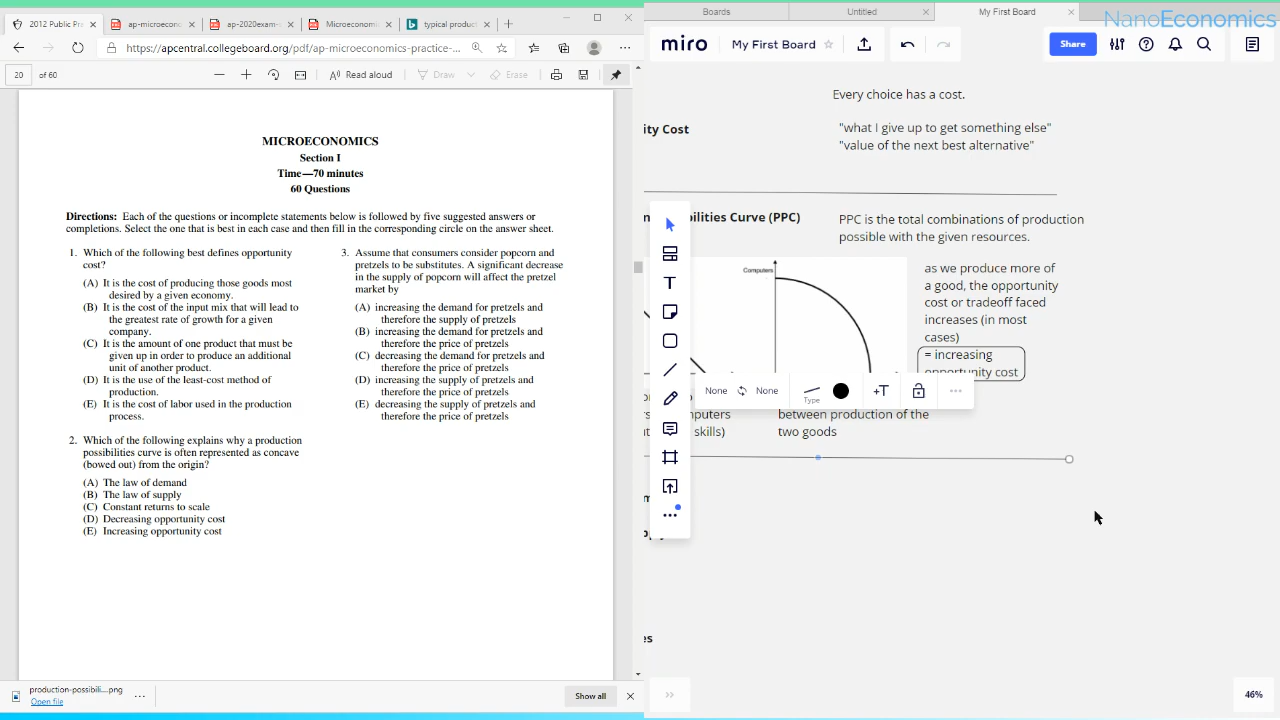 2012 Public Pra
ap-microeconc
ap-2020exam-s
Microeconomic
typical product
Boards
Untitled
My First Board
NanoEconomics
https://apcentral.collegeboard.org/pdf/ap-microeconomics-practice-...
miro
My First Board
Share
20 of 60
Read aloud
Draw
Erase
MICROECONOMICS
Section I
Time—70 minutes
60 Questions
Directions: Each of the questions or incomplete statements below is followed by five suggested answers or
completions. Select the one that is best in each case and then fill in the corresponding circle on the answer sheet.
1. Which of the following best defines opportunity
cost?
(A) It is the cost of producing those goods most
desired by a given economy.
(B) It is the cost of the input mix that will lead to
the greatest rate of growth for a given
company.
(C) It is the amount of one product that must be
given up in order to produce an additional
unit of another product.
(D) It is the use of the least-cost method of
production.
(E) It is the cost of labor used in the production
process.
2. Which of the following explains why a production
possibilities curve is often represented as concave
(bowed out) from the origin?
(A) The law of demand
(B) The law of supply
(C) Constant returns to scale
(D) Decreasing opportunity cost
(E) Increasing opportunity cost
3. Assume that consumers consider popcorn and
pretzels to be substitutes. A significant decrease
in the supply of popcorn will affect the pretzel
market by
(A) increasing the demand for pretzels and
therefore the supply of pretzels
(B) increasing the demand for pretzels and
therefore the price of pretzels
(C) decreasing the demand for pretzels and
therefore the price of pretzels
(D) increasing the supply of pretzels and
therefore the price of pretzels
(E) decreasing the supply of pretzels and
therefore the price of pretzels
production-possibili....png
Open file
Show all
Every choice has a cost.
ity Cost
"what I give up to get something else"
"value of the next best alternative"
bilities Curve (PPC)
PPC is the total combinations of production
possible with the given resources.
Computers
as we produce more of
a good, the opportunity
cost or tradeoff faced
increases (in most
cases)
= increasing
opportunity cost
None
None
Type
+T
between production of the
two goods
skills)
es
46%